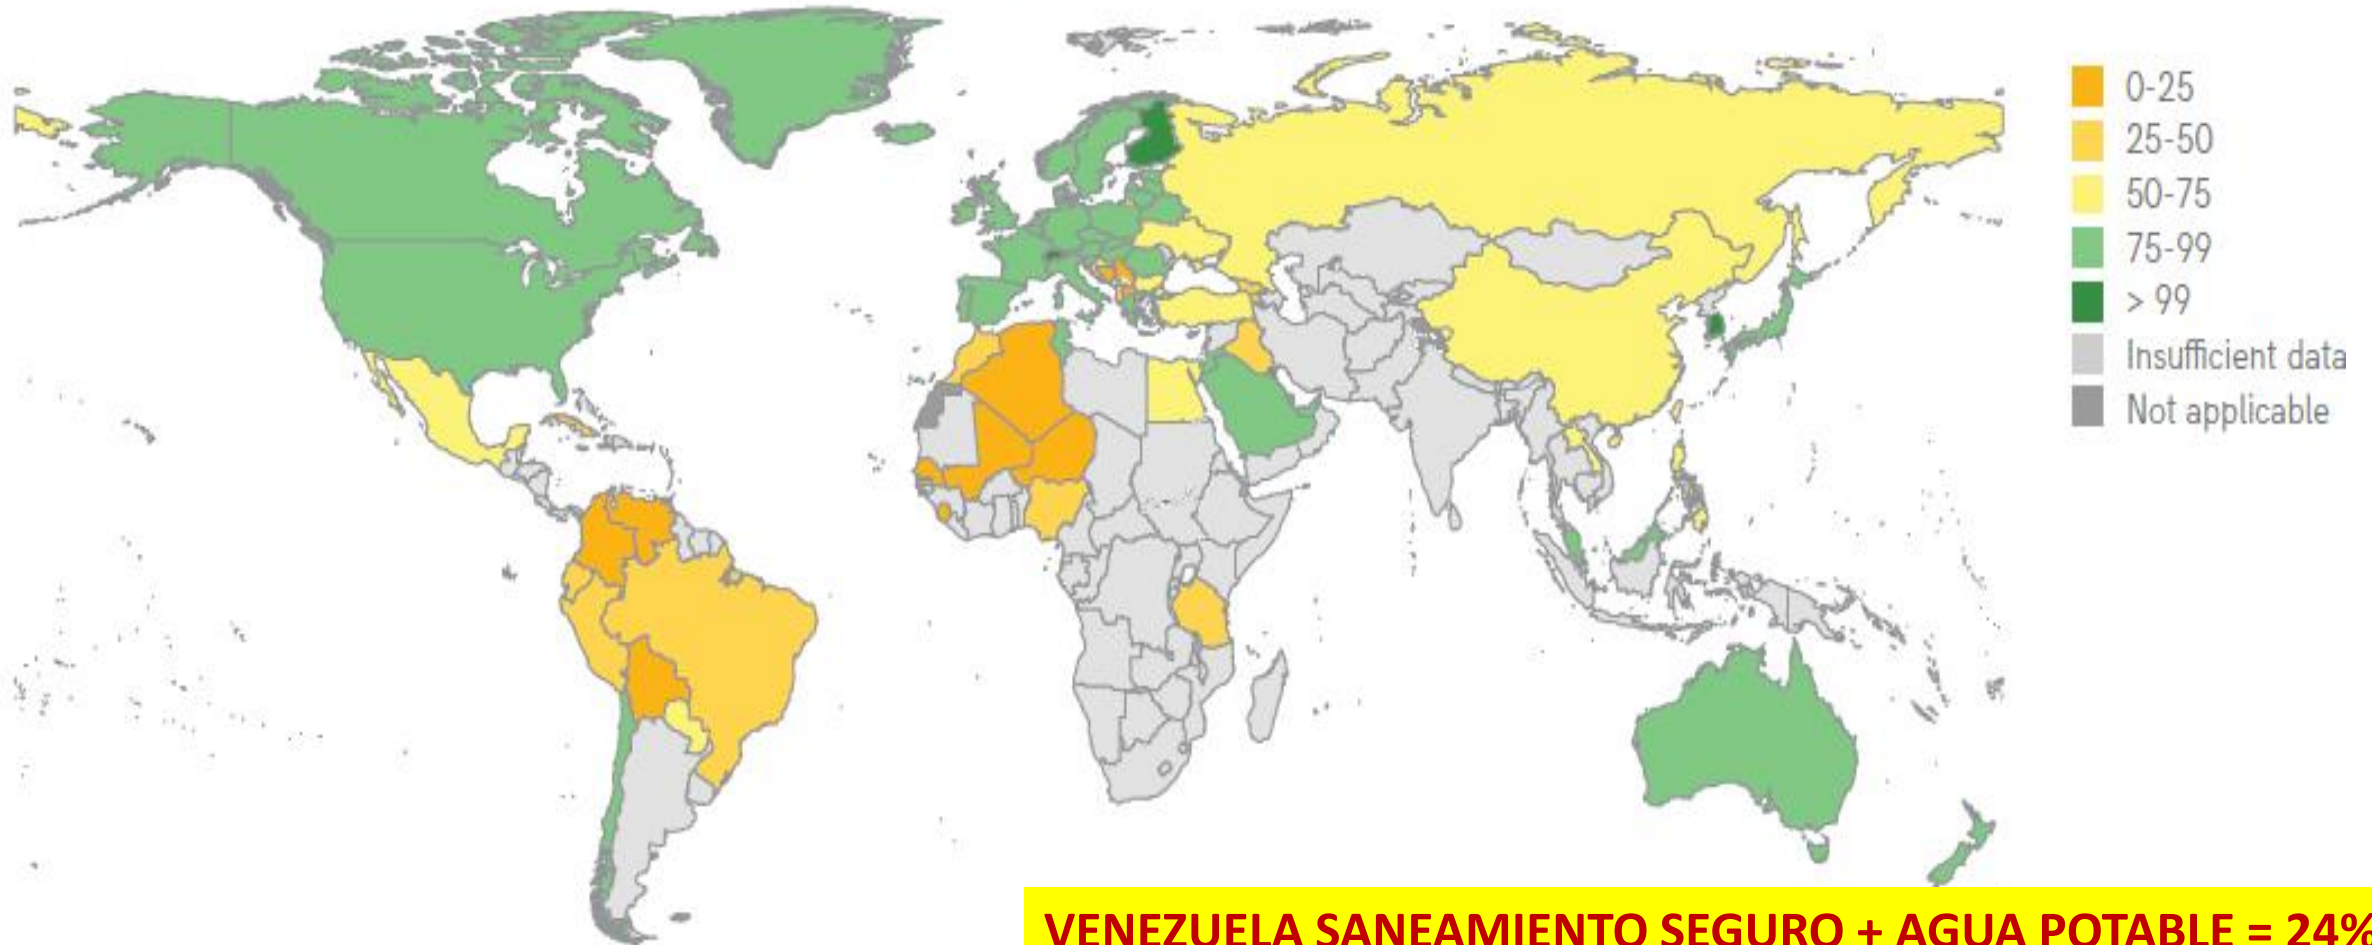 0-25
25-50
50-75
75-99
> 99
Insufficient data
Not applicable
VENEZUELA SANEAMIENTO SEGURO + AGUA POTABLE = 24%